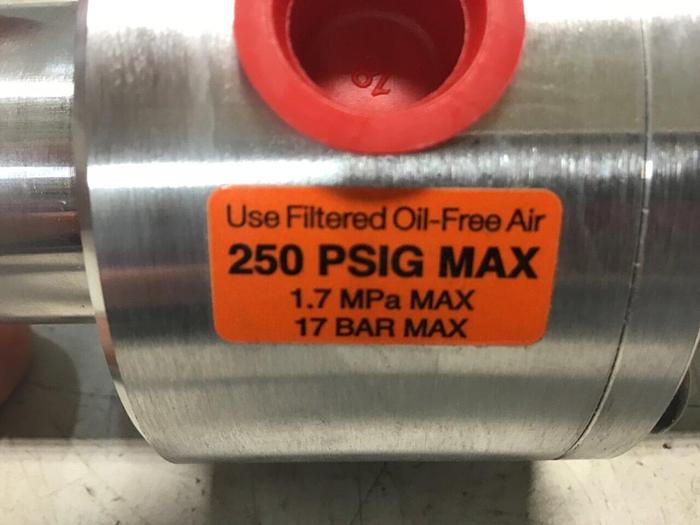 Use Filtered Oil-Free Air
250 PSIG MAX
1.7 MPa MAX
17 BAR MAX